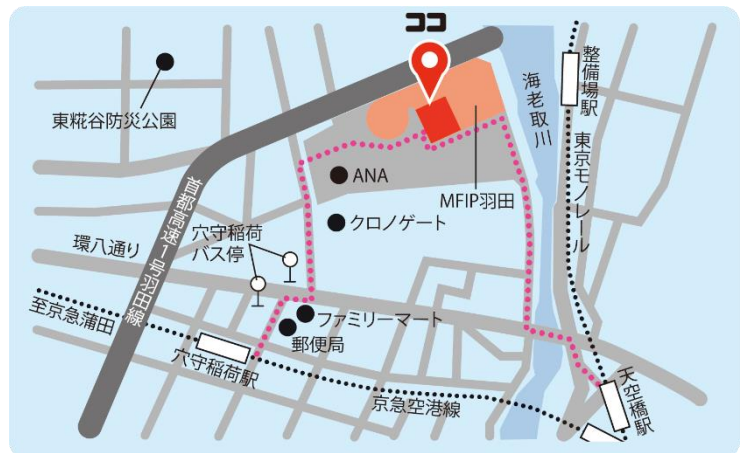 ココ
東糀谷防災公園
首都高速1号羽田線
ANA
クロノゲート
MFIP羽田
海老取川
整備場駅
東京モノレール
環八通り
穴守稲荷
バス停
至京急蒲田
ファミリーマート
郵便局
穴守稲荷駅
京急空港線
天空橋駅